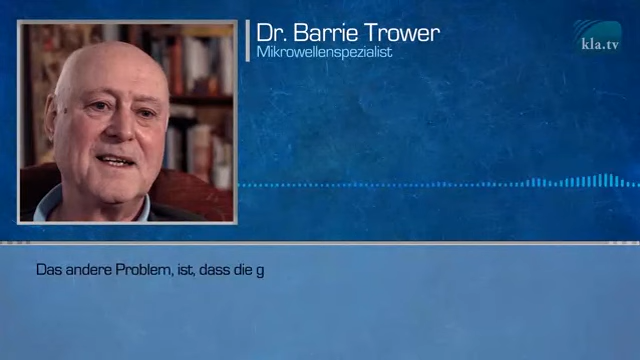 Dr. Barrie Trower
Mikrowellenspezialist
kla.tv
Das andere Problem, ist, dass die g